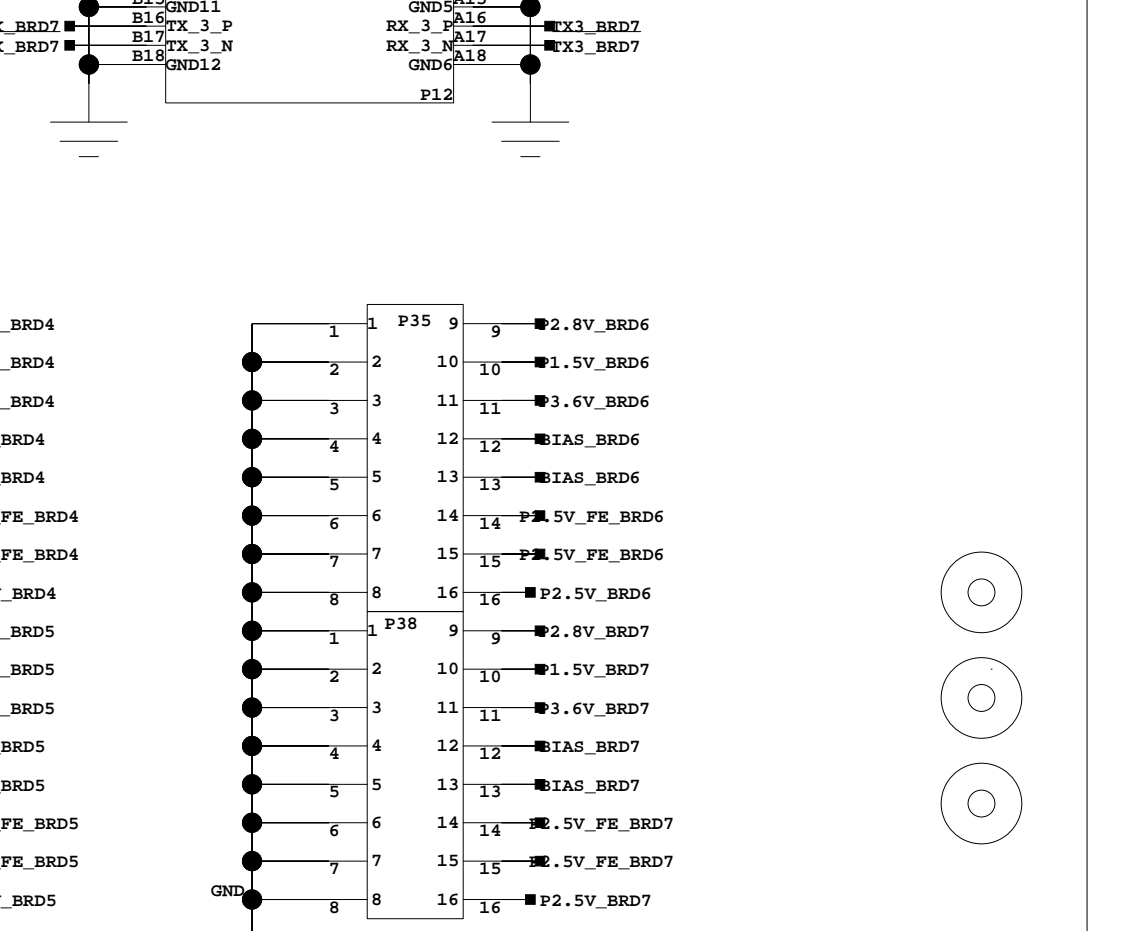 GND11 GND5
_BRD7 B16 TX_3_P RX_3_P A16 TX3_BRD7
_BRD7 B17 TX_3_N RX_3_N A17 TX3_BRD7
B18 GND12 GND6 A18
P12
_BRD4 1 1 P35 9 9 P2.8V_BRD6
_BRD4 2 2 10 10 P1.5V_BRD6
_BRD4 3 3 11 11 P3.6V_BRD6
BRD4 4 4 12 12 BIAS_BRD6
BRD4 5 5 13 13 BIAS_BRD6
FE_BRD4 6 6 14 14 P2.5V_FE_BRD6
FE_BRD4 7 7 15 15 P2.5V_FE_BRD6
_BRD4 8 8 16 16 P2.5V_BRD6
_BRD5 1 1 P38 9 9 P2.8V_BRD7
_BRD5 2 2 10 10 P1.5V_BRD7
_BRD5 3 3 11 11 P3.6V_BRD7
BRD5 4 4 12 12 BIAS_BRD7
BRD5 5 5 13 13 BIAS_BRD7
FE_BRD5 6 6 14 14 P2.5V_FE_BRD7
FE_BRD5 7 7 15 15 P2.5V_FE_BRD7
_BRD5 GND 8 8 16 16 P2.5V_BRD7